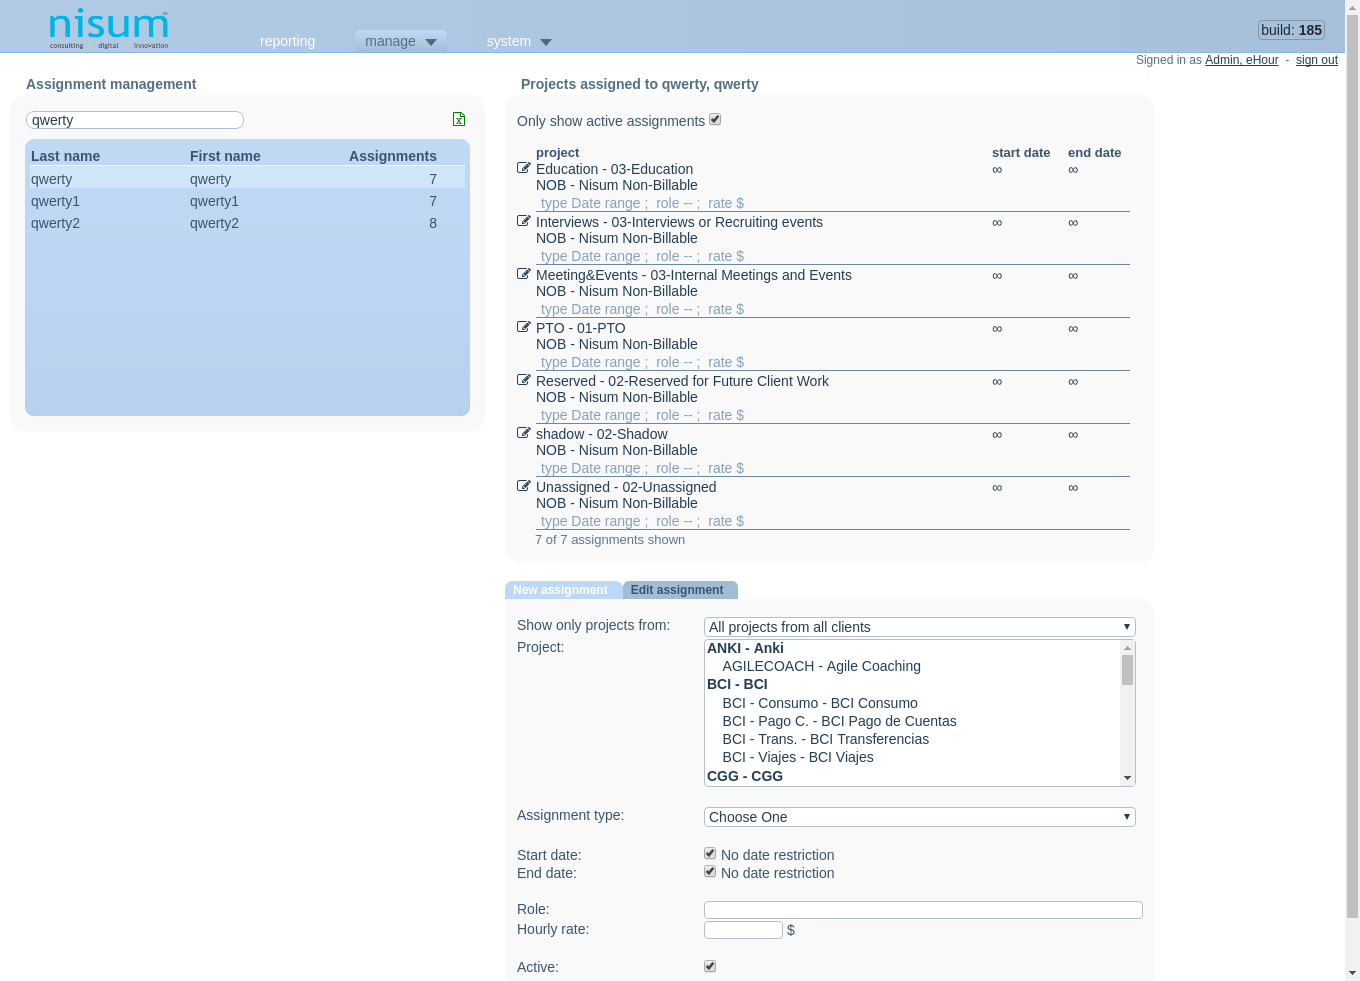 nisum
consulting digital innovation
reporting manage system
build: 185
Signed in as Admin, eHour - sign out
Assignment management
qwerty
Last name First name Assignments
qwerty qwerty 7
qwerty1 qwerty1 7
qwerty2 qwerty2 8
Projects assigned to qwerty, qwerty
Only show active assignments
project start date end date
Education - 03-Education ∞ ∞
NOB - Nisum Non-Billable
type Date range ; role -- ; rate $
Interviews - 03-Interviews or Recruiting events ∞ ∞
NOB - Nisum Non-Billable
type Date range ; role -- ; rate $
Meeting&Events - 03-Internal Meetings and Events ∞ ∞
NOB - Nisum Non-Billable
type Date range ; role -- ; rate $
PTO - 01-PTO ∞ ∞
NOB - Nisum Non-Billable
type Date range ; role -- ; rate $
Reserved - 02-Reserved for Future Client Work ∞ ∞
NOB - Nisum Non-Billable
type Date range ; role -- ; rate $
shadow - 02-Shadow ∞ ∞
NOB - Nisum Non-Billable
type Date range ; role -- ; rate $
Unassigned - 02-Unassigned ∞ ∞
NOB - Nisum Non-Billable
type Date range ; role -- ; rate $
7 of 7 assignments shown
New assignment Edit assignment
Show only projects from: All projects from all clients
Project:
ANKI - Anki
AGILECOACH - Agile Coaching
BCI - BCI
BCI - Consumo - BCI Consumo
BCI - Pago C. - BCI Pago de Cuentas
BCI - Trans. - BCI Transferencias
BCI - Viajes - BCI Viajes
CGG - CGG
Assignment type: Choose One
Start date: No date restriction
End date: No date restriction
Role:
Hourly rate: $
Active: